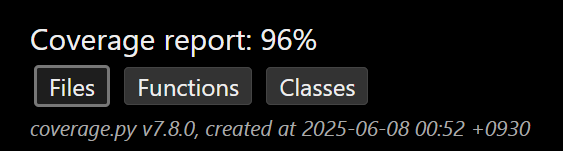 Coverage report: 96%
Files Functions Classes
coverage.py v7.8.0, created at 2025-06-08 00:52 +0930